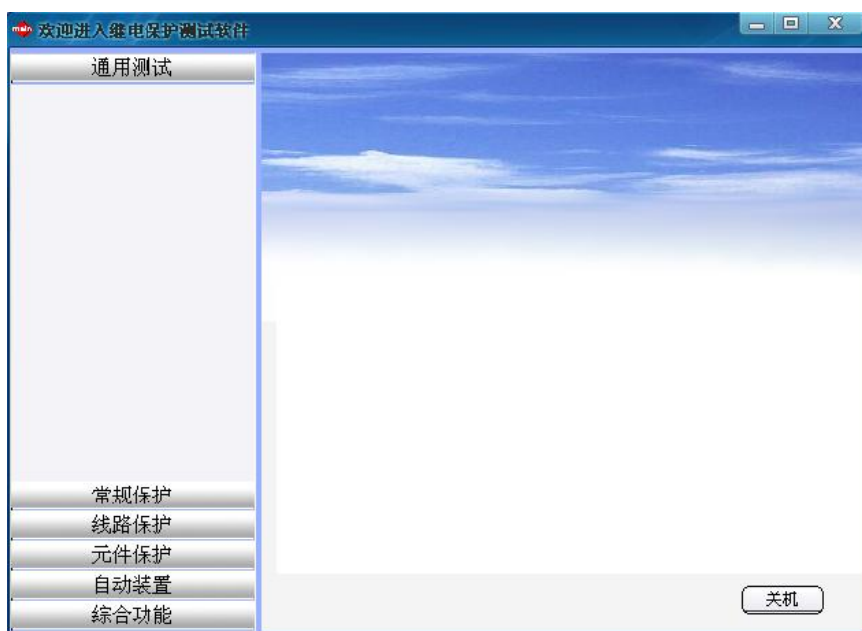 main 欢迎进入继电保护测试软件
通用测试
常规保护
线路保护
元件保护
自动装置
综合功能
关机